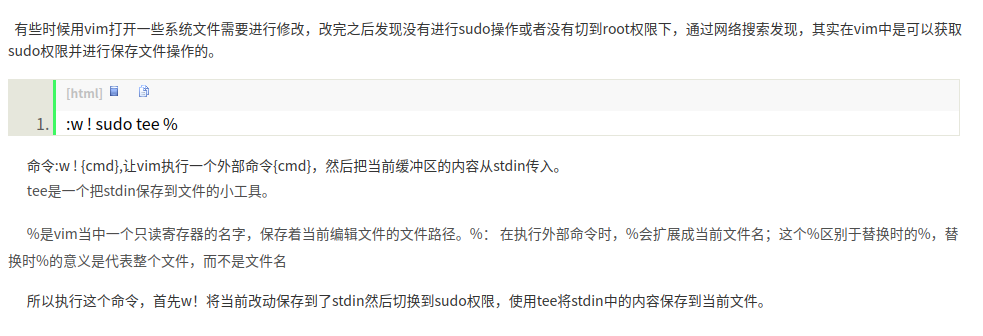 有些时候用vim打开一些系统文件需要进行修改，改完之后发现没有进行sudo操作或者没有切到root权限下，通过网络搜索发现，其实在vim中是可以获取
sudo权限并进行保存文件操作的。
[html]
1. :w ! sudo tee %
命令:w ! {cmd},让vim执行一个外部命令{cmd}，然后把当前缓冲区的内容从stdin传入。
tee是一个把stdin保存到文件的小工具。
%是vim当中一个只读寄存器的名字，保存着当前编辑文件的文件路径。%： 在执行外部命令时，%会扩展成当前文件名；这个%区别于替换时的%，替
换时%的意义是代表整个文件，而不是文件名
所以执行这个命令，首先w！将当前改动保存到了stdin然后切换到sudo权限，使用tee将stdin中的内容保存到当前文件。